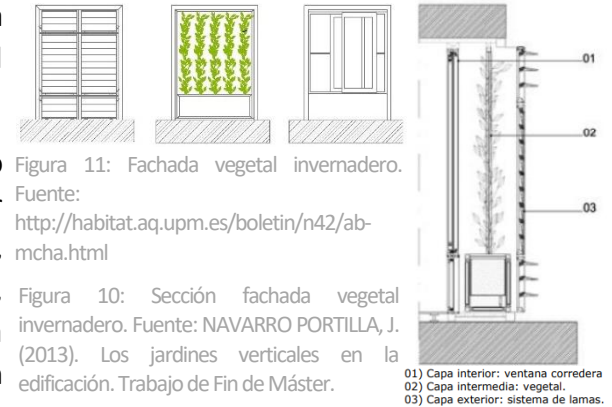 Figura 11: Fachada vegetal invernadero.
Fuente:
http://habitat.aq.upm.es/boletin/n42/ab-
mcha.html
Figura 10: Sección fachada vegetal
invernadero. Fuente: NAVARRO PORTILLA, J.
(2013). Los jardines verticales en la
edificación. Trabajo de Fin de Máster.
01
02
03
01) Capa interior: ventana corredera
02) Capa intermedia: vegetal.
03) Capa exterior: sistema de lamas.